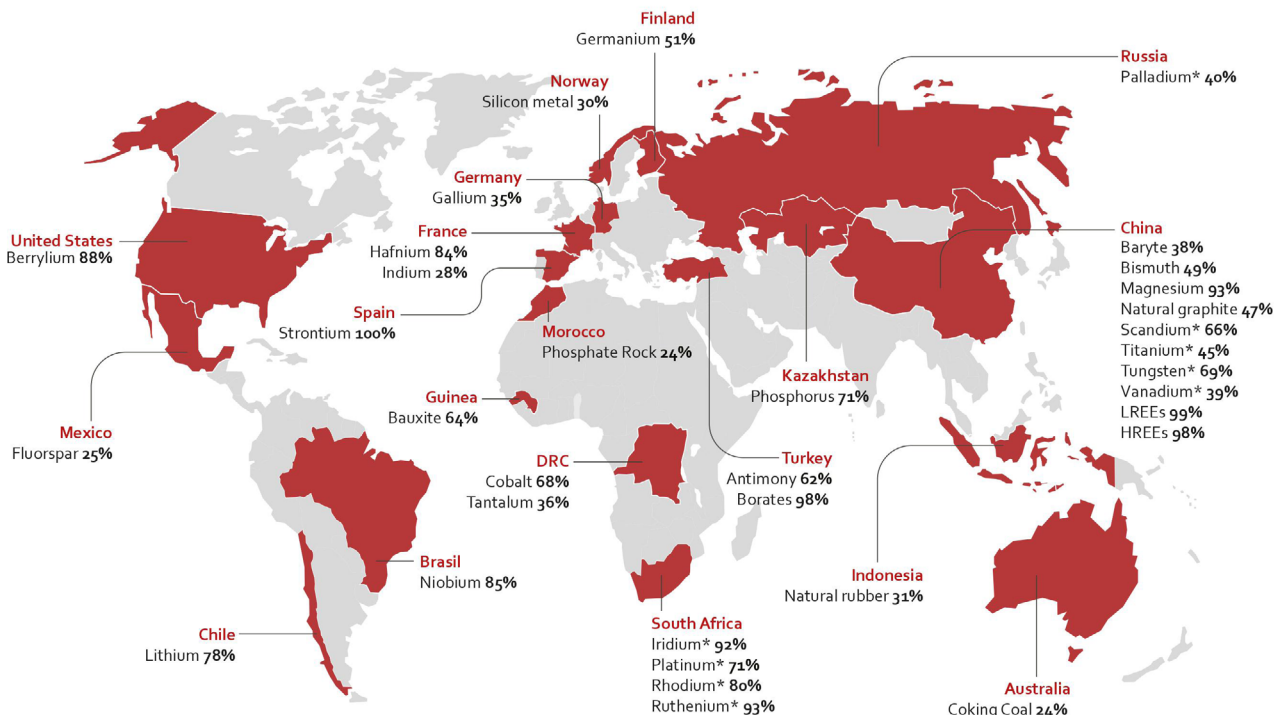 Finland
Germanium 51%
Russia
Palladium* 40%
Norway
Silicon metal 30%
Germany
Gallium 35%
France
Hafnium 84%
Indium 28%
United States
Berrylium 88%
Spain
Strontium 100%
Morocco
Phosphate Rock 24%
Kazakhstan
Phosphorus 71%
China
Baryte 38%
Bismuth 49%
Magnesium 93%
Natural graphite 47%
Scandium* 66%
Titanium* 45%
Tungsten* 69%
Vanadium* 39%
LREEs 99%
HREEs 98%
Guinea
Bauxite 64%
Mexico
Fluorspar 25%
DRC
Cobalt 68%
Tantalum 36%
Turkey
Antimony 62%
Borates 98%
Brasil
Niobium 85%
Indonesia
Natural rubber 31%
Chile
Lithium 78%
South Africa
Iridium* 92%
Platinum* 71%
Rhodium* 80%
Ruthenium* 93%
Australia
Coking Coal 24%